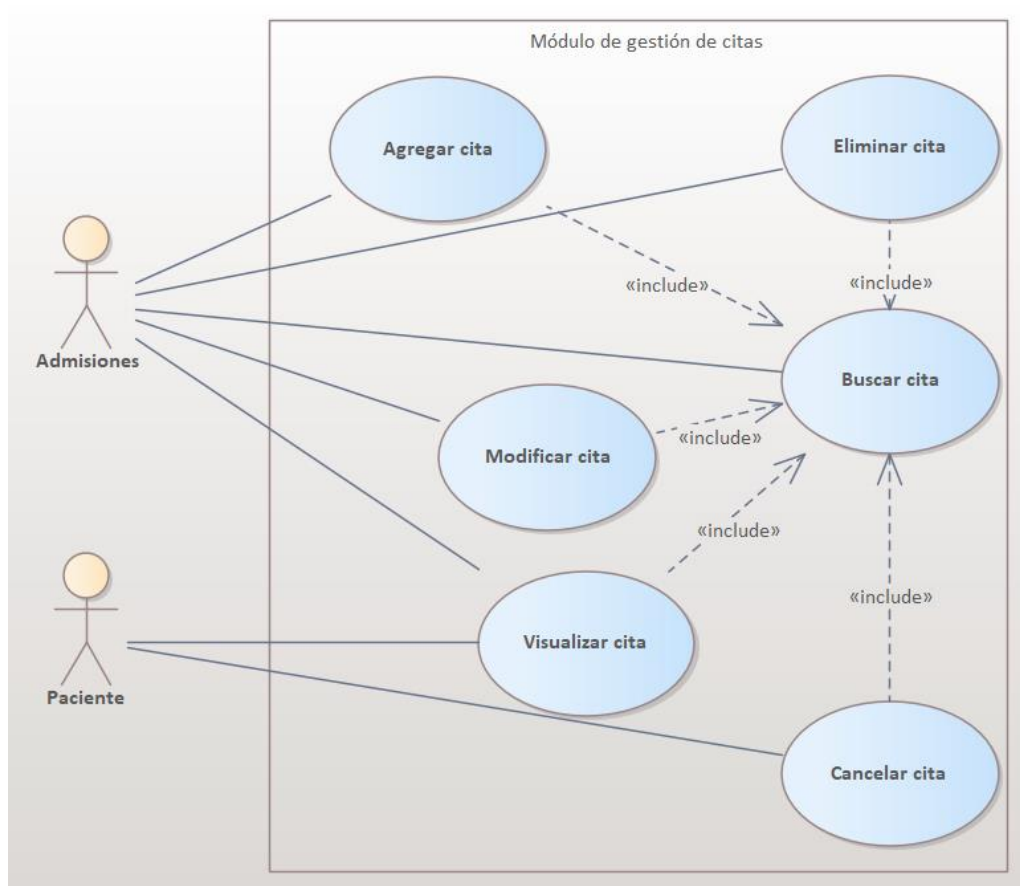 Módulo de gestión de citas
Agregar cita
Eliminar cita
«include»
«include»
Admisiones
Buscar cita
Modificar cita
«include»
«include»
«include»
Visualizar cita
Paciente
Cancelar cita